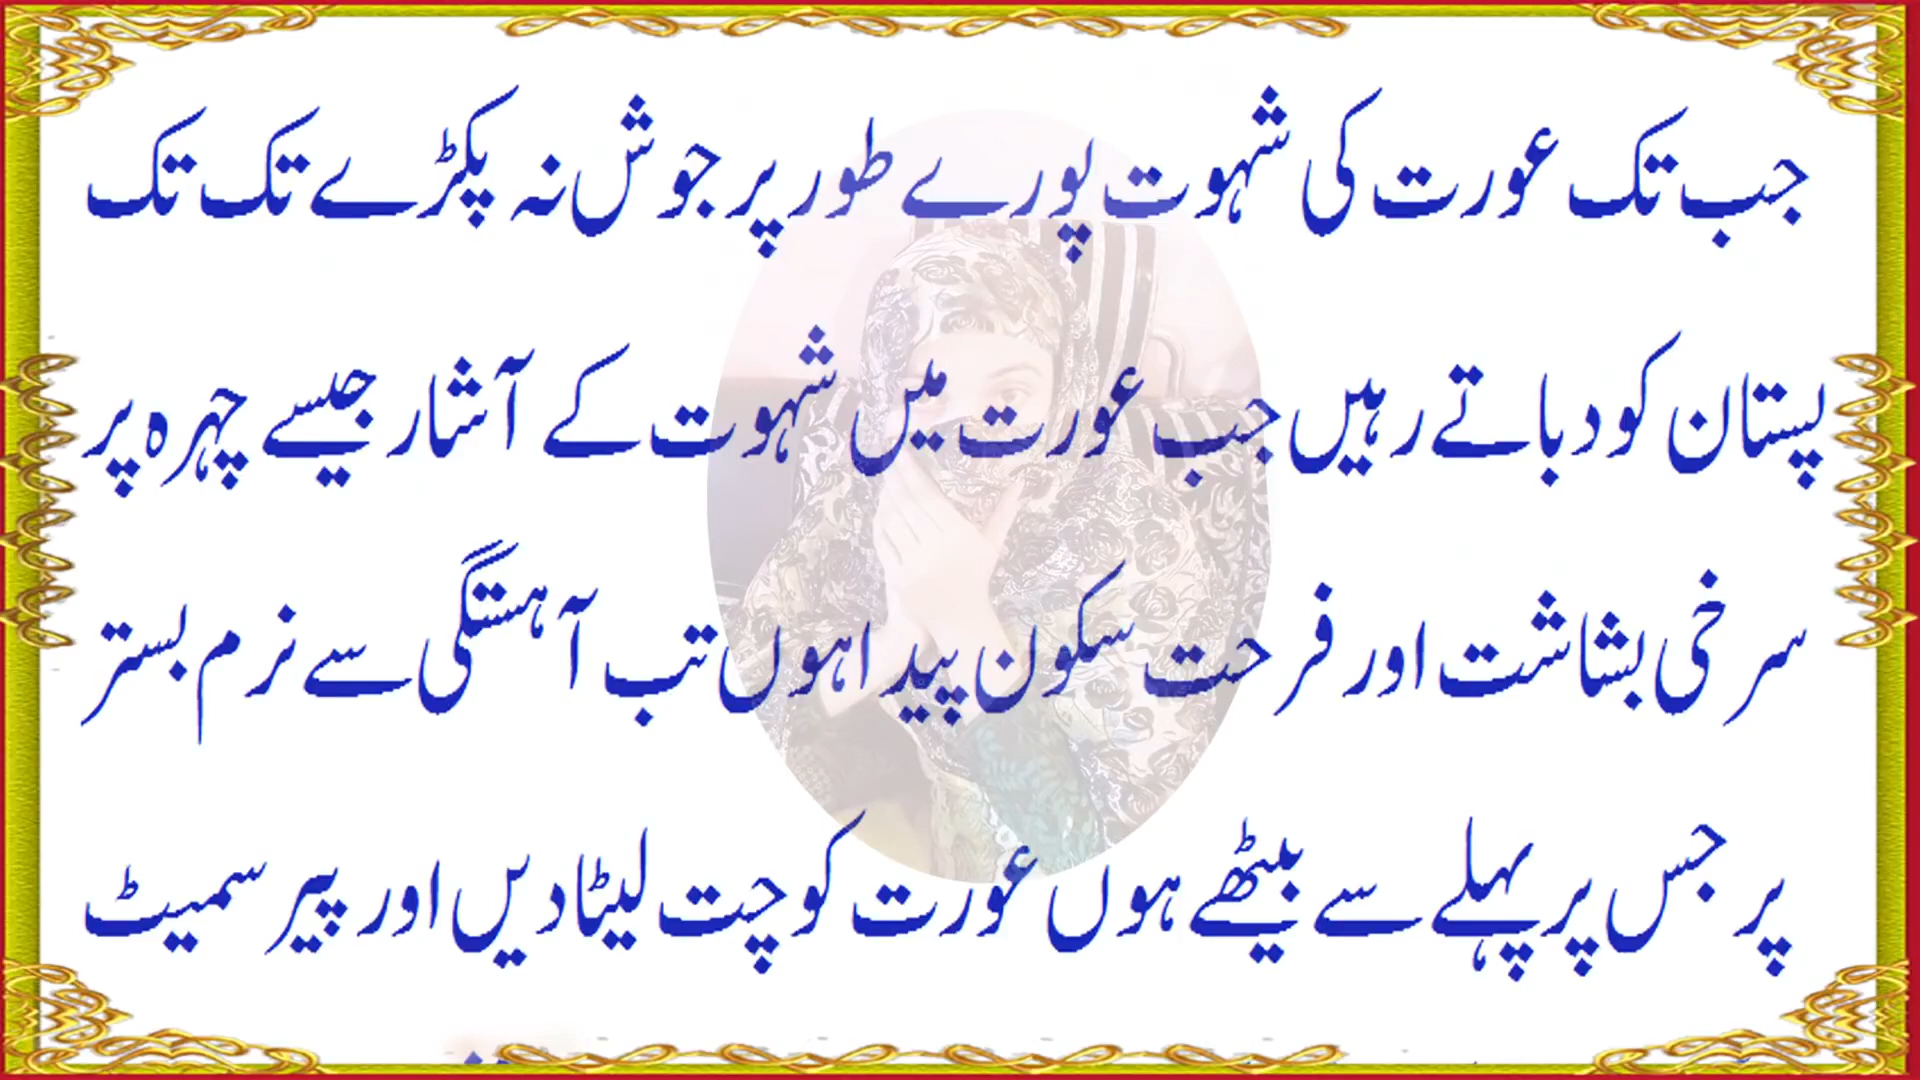 جب تک عورت کی شہوت پورے طور پر جوش نہ پکڑے تک تک
پستان کو دباتے رہیں جب عورت میں شہوت کے آثار جیسے چہرہ پر
سرخی بشاشت اور فرحت سکون پیدا ہوں تب آہستگی سے نرم بستر
پر جس پر پہلے سے بیٹھے ہوں عورت کو چت لیٹا دیں اور پیر سمیٹ